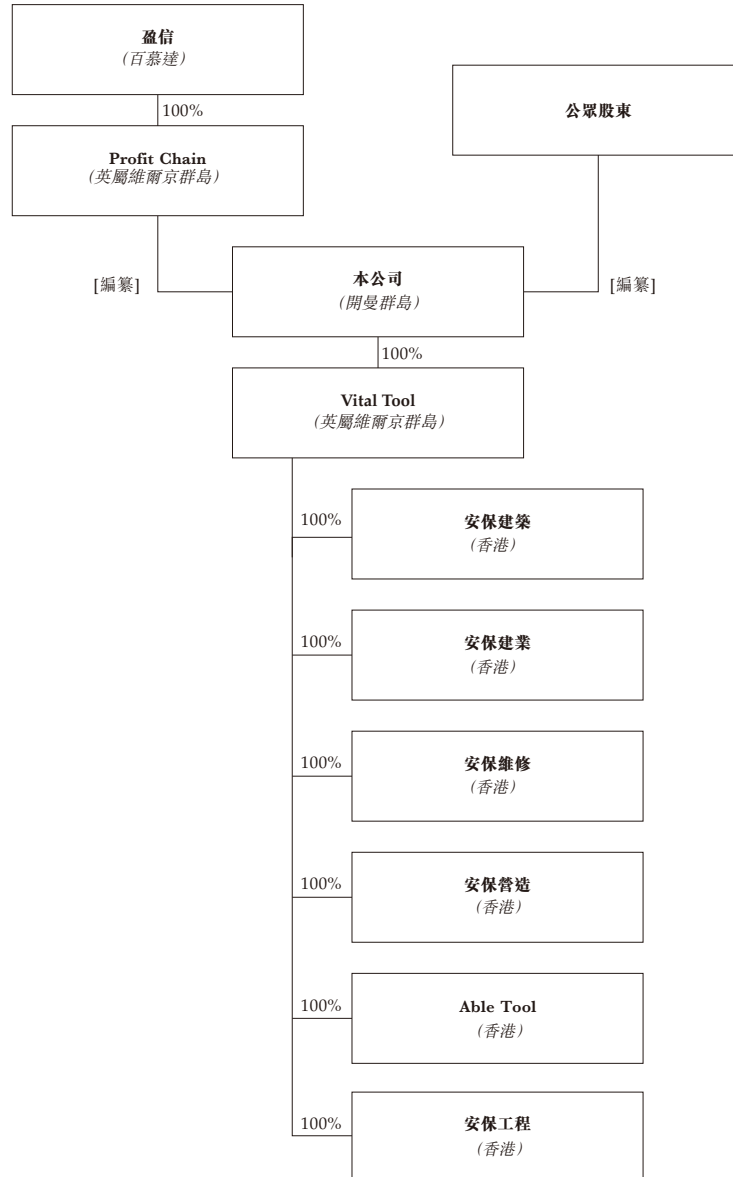 盈信
(百慕達)
100%
Profit Chain
(英屬維爾京群島)
公眾股東
[編纂]
本公司
(開曼群島)
[編纂]
100%
Vital Tool
(英屬維爾京群島)
100%
安保建築
(香港)
100%
安保建業
(香港)
100%
安保維修
(香港)
100%
安保營造
(香港)
100%
Able Tool
(香港)
100%
安保工程
(香港)